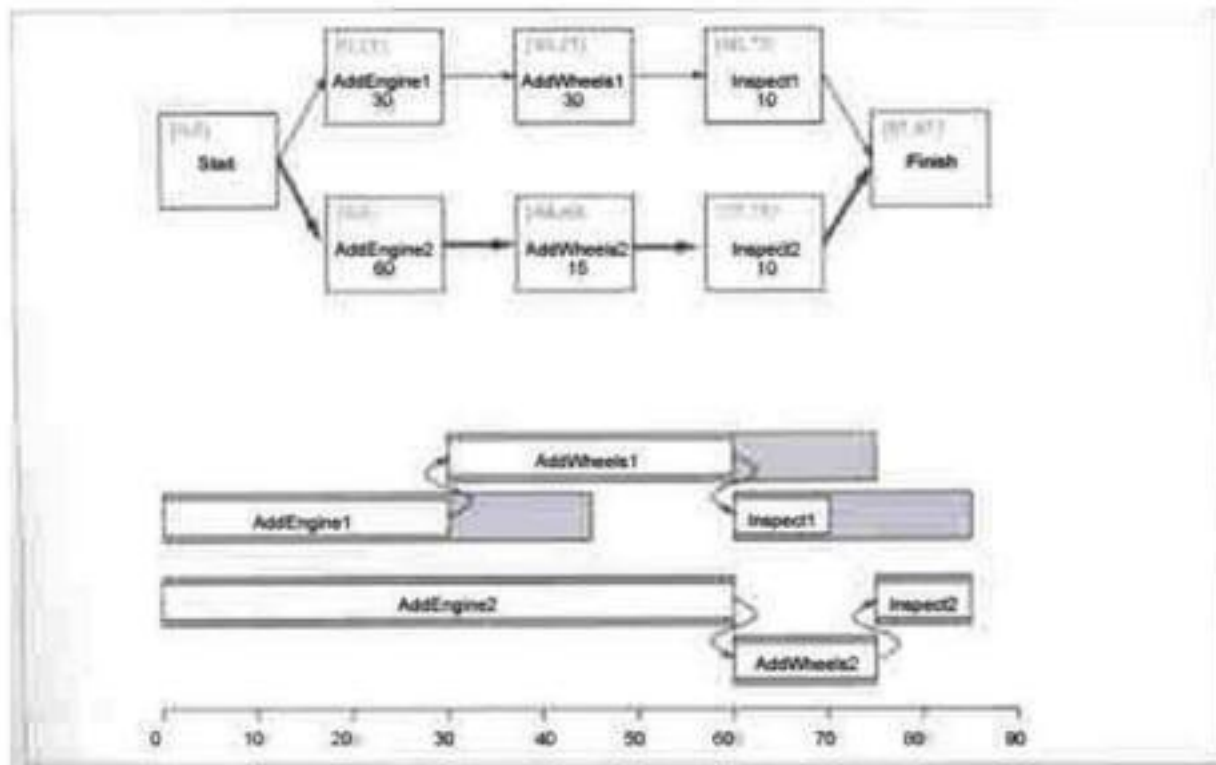 AddEngine1
30
AddWheels1
30
Inspect1
10
Start
Finish
AddEngine2
60
AddWheels2
15
Inspect2
10
AddWheels1
AddEngine1
Inspect1
AddEngine2
Inspect2
AddWheels2
0 10 20 30 40 50 60 70 80 90